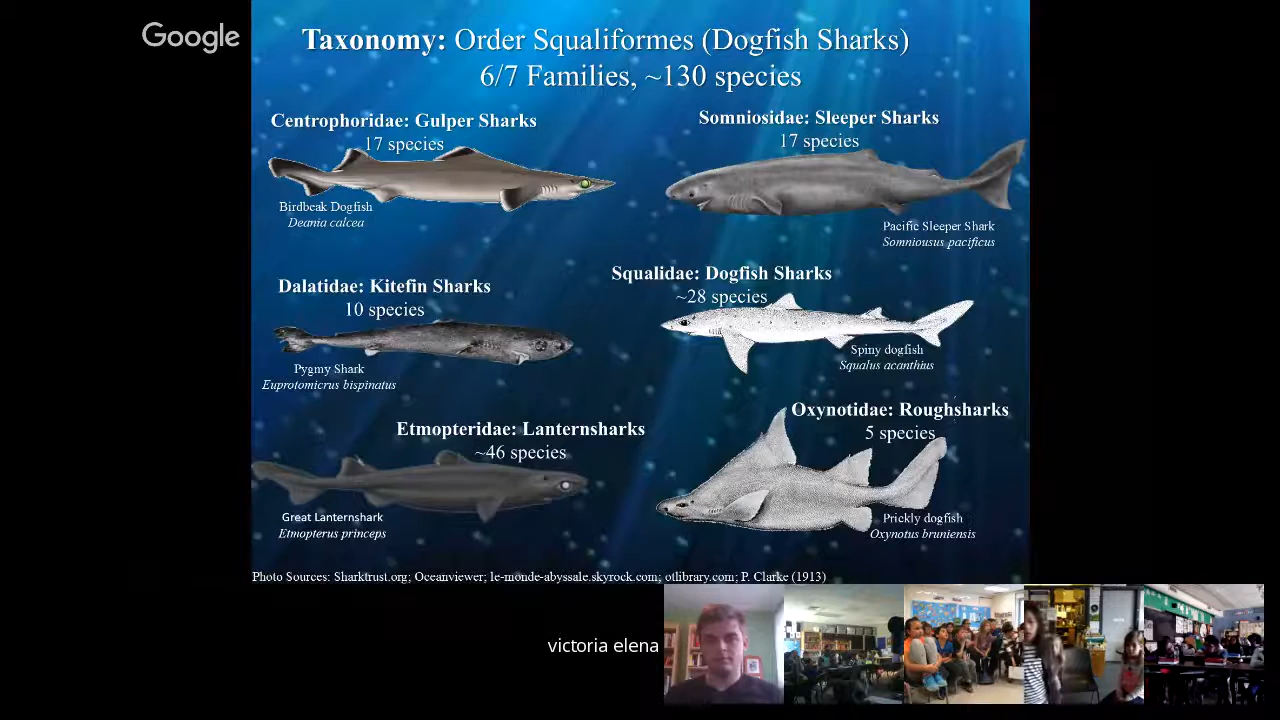 Google
Taxonomy: Order Squaliformes (Dogfish Sharks)
6/7 Families, ~130 species
Centrophoridae: Gulper Sharks
17 species
Birdbeak Dogfish
Deania calcea
Somniosidae: Sleeper Sharks
17 species
Pacific Sleeper Shark
Somniousus pacificus
Dalatidae: Kitefin Sharks
10 species
Pygmy Shark
Euprotomicrus bispinatus
Squalidae: Dogfish Sharks
~28 species
Spiny dogfish
Squalus acanthius
Etmopteridae: Lanternsharks
~46 species
Great Lanternshark
Etmopterus princeps
Oxynotidae: Roughsharks
5 species
Prickly dogfish
Oxynotus bruniensis
Photo Sources: Sharktrust.org; Oceanviewer; le-monde-abyssale.skyrock.com; otlibrary.com; P. Clarke (1913)
victoria elena